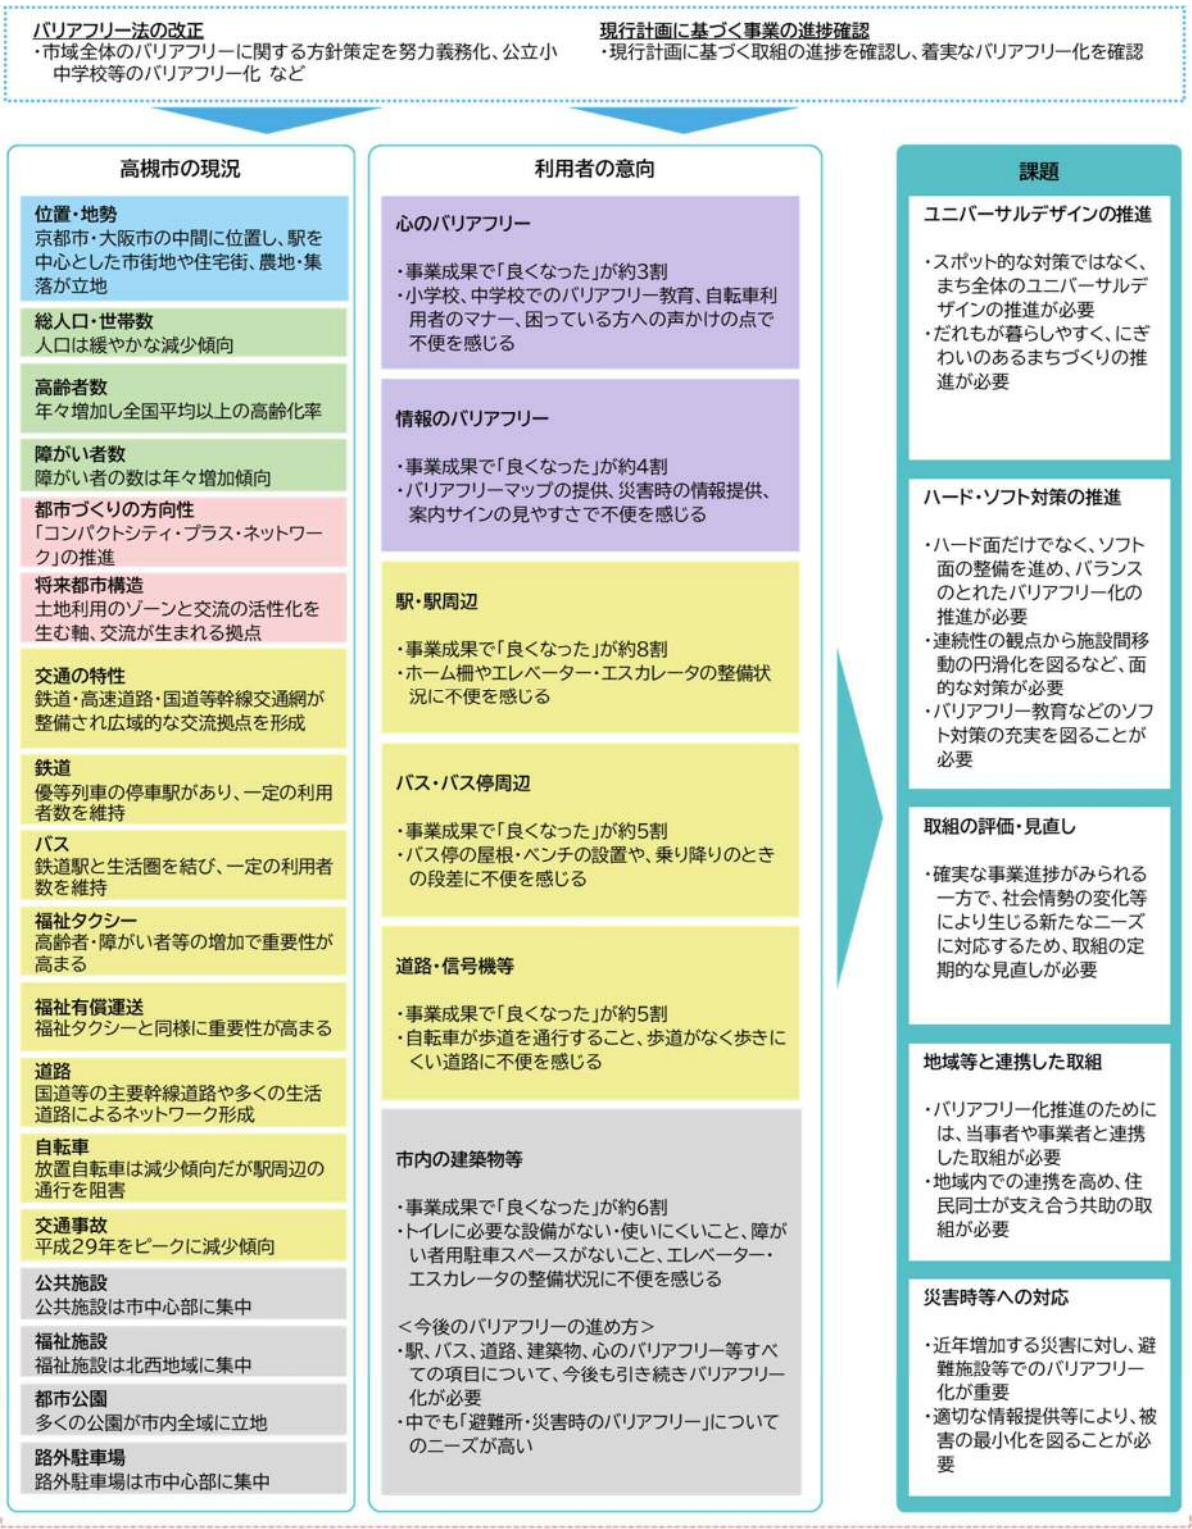 バリアフリー法の改正
・市域全体のバリアフリーに関する方針策定を努力義務化、公立小
中学校等のバリアフリー化 など
現行計画に基づく事業の進捗確認
・現行計画に基づく取組の進捗を確認し、着実なバリアフリー化を確認
高槻市の現況
位置・地勢
京都市・大阪市の中間に位置し、駅を
中心とした市街地や住宅街、農地・集
落が立地
総人口・世帯数
人口は緩やかな減少傾向
高齢者数
年々増加し全国平均以上の高齢化率
障がい者数
障がい者の数は年々増加傾向
都市づくりの方向性
「コンパクトシティ・プラス・ネットワー
ク」の推進
将来都市構造
土地利用のゾーンと交流の活性化を
生む軸、交流が生まれる拠点
交通の特性
鉄道・高速道路・国道等幹線交通網が
整備され広域的な交流拠点を形成
鉄道
優等列車の停車駅があり、一定の利用
者数を維持
バス
鉄道駅と生活圏を結び、一定の利用者
数を維持
福祉タクシー
高齢者・障がい者等の増加で重要性が
高まる
福祉有償運送
福祉タクシーと同様に重要性が高まる
道路
国道等の主要幹線道路や多くの生活
道路によるネットワーク形成
自転車
放置自転車は減少傾向だが駅周辺の
通行を阻害
交通事故
平成29年をピークに減少傾向
公共施設
公共施設は市中心部に集中
福祉施設
福祉施設は北西地域に集中
都市公園
多くの公園が市内全域に立地
路外駐車場
路外駐車場は市中心部に集中
利用者の意向
心のバリアフリー
・事業成果で「良くなった」が約3割
・小学校、中学校でのバリアフリー教育、自転車利
用者のマナー、困っている方への声かけの点で
不便を感じる
情報のバリアフリー
・事業成果で「良くなった」が約4割
・バリアフリーマップの提供、災害時の情報提供、
案内サインの見やすさで不便を感じる
駅・駅周辺
・事業成果で「良くなった」が約8割
・ホーム柵やエレベーター・エスカレータの整備状
況に不便を感じる
バス・バス停周辺
・事業成果で「良くなった」が約5割
・バス停の屋根・ベンチの設置や、乗り降りのとき
の段差に不便を感じる
道路・信号機等
・事業成果で「良くなった」が約5割
・自転車が歩道を通行すること、歩道がなく歩きに
くい道路に不便を感じる
市内の建築物等
・事業成果で「良くなった」が約6割
・トイレに必要な設備がない・使いにくいこと、障が
い者用駐車スペースがないこと、エレベーター・
エスカレータの整備状況に不便を感じる
＜今後のバリアフリーの進め方＞
・駅、バス、道路、建築物、心のバリアフリー等すべ
ての項目について、今後も引き続きバリアフリー
化が必要
・中でも「避難所・災害時のバリアフリー」について
のニーズが高い
課題
ユニバーサルデザインの推進
・スポット的な対策ではなく、
まち全体のユニバーサルデ
ザインの推進が必要
・だれもが暮らしやすく、にぎ
わいのあるまちづくりの推
進が必要
ハード・ソフト対策の推進
・ハード面だけでなく、ソフト
面の整備を進め、バランス
のとれたバリアフリー化の
推進が必要
・連続性の観点から施設間移
動の円滑化を図るなど、面
的な対策が必要
・バリアフリー教育などのソフ
ト対策の充実を図ることが
必要
取組の評価・見直し
・確実な事業進捗がみられる
一方で、社会情勢の変化等
により生じる新たなニーズ
に対応するため、取組の定
期的な見直しが必要
地域等と連携した取組
・バリアフリー化推進のために
は、当事者や事業者と連携
した取組が必要
・地域内での連携を高め、住
民同士が支え合う共助の取
組が必要
災害時等への対応
・近年増加する災害に対し、避
難施設等でのバリアフリー
化が重要
・適切な情報提供等により、被
害の最小化を図ることが必
要